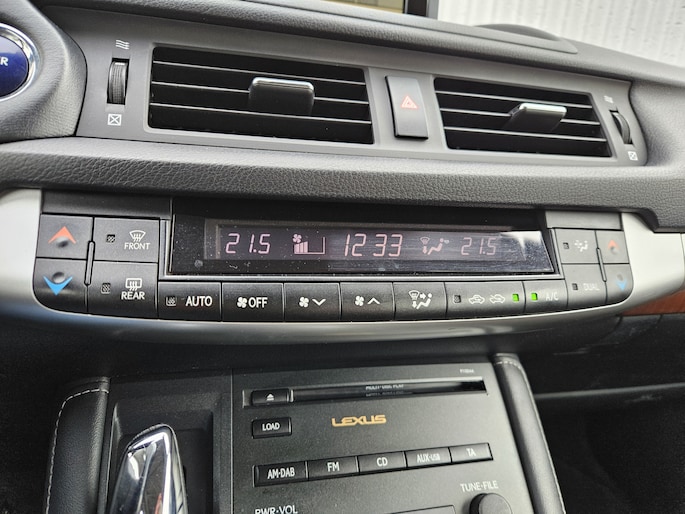 ER
21.5 12 33 21.5
FRONT
REAR
AUTO OFF A/C DUAL
LEXUS
LOAD
AM•DAB FM CD AUX•USB TA
PWR•VOL
TUNE•FILE